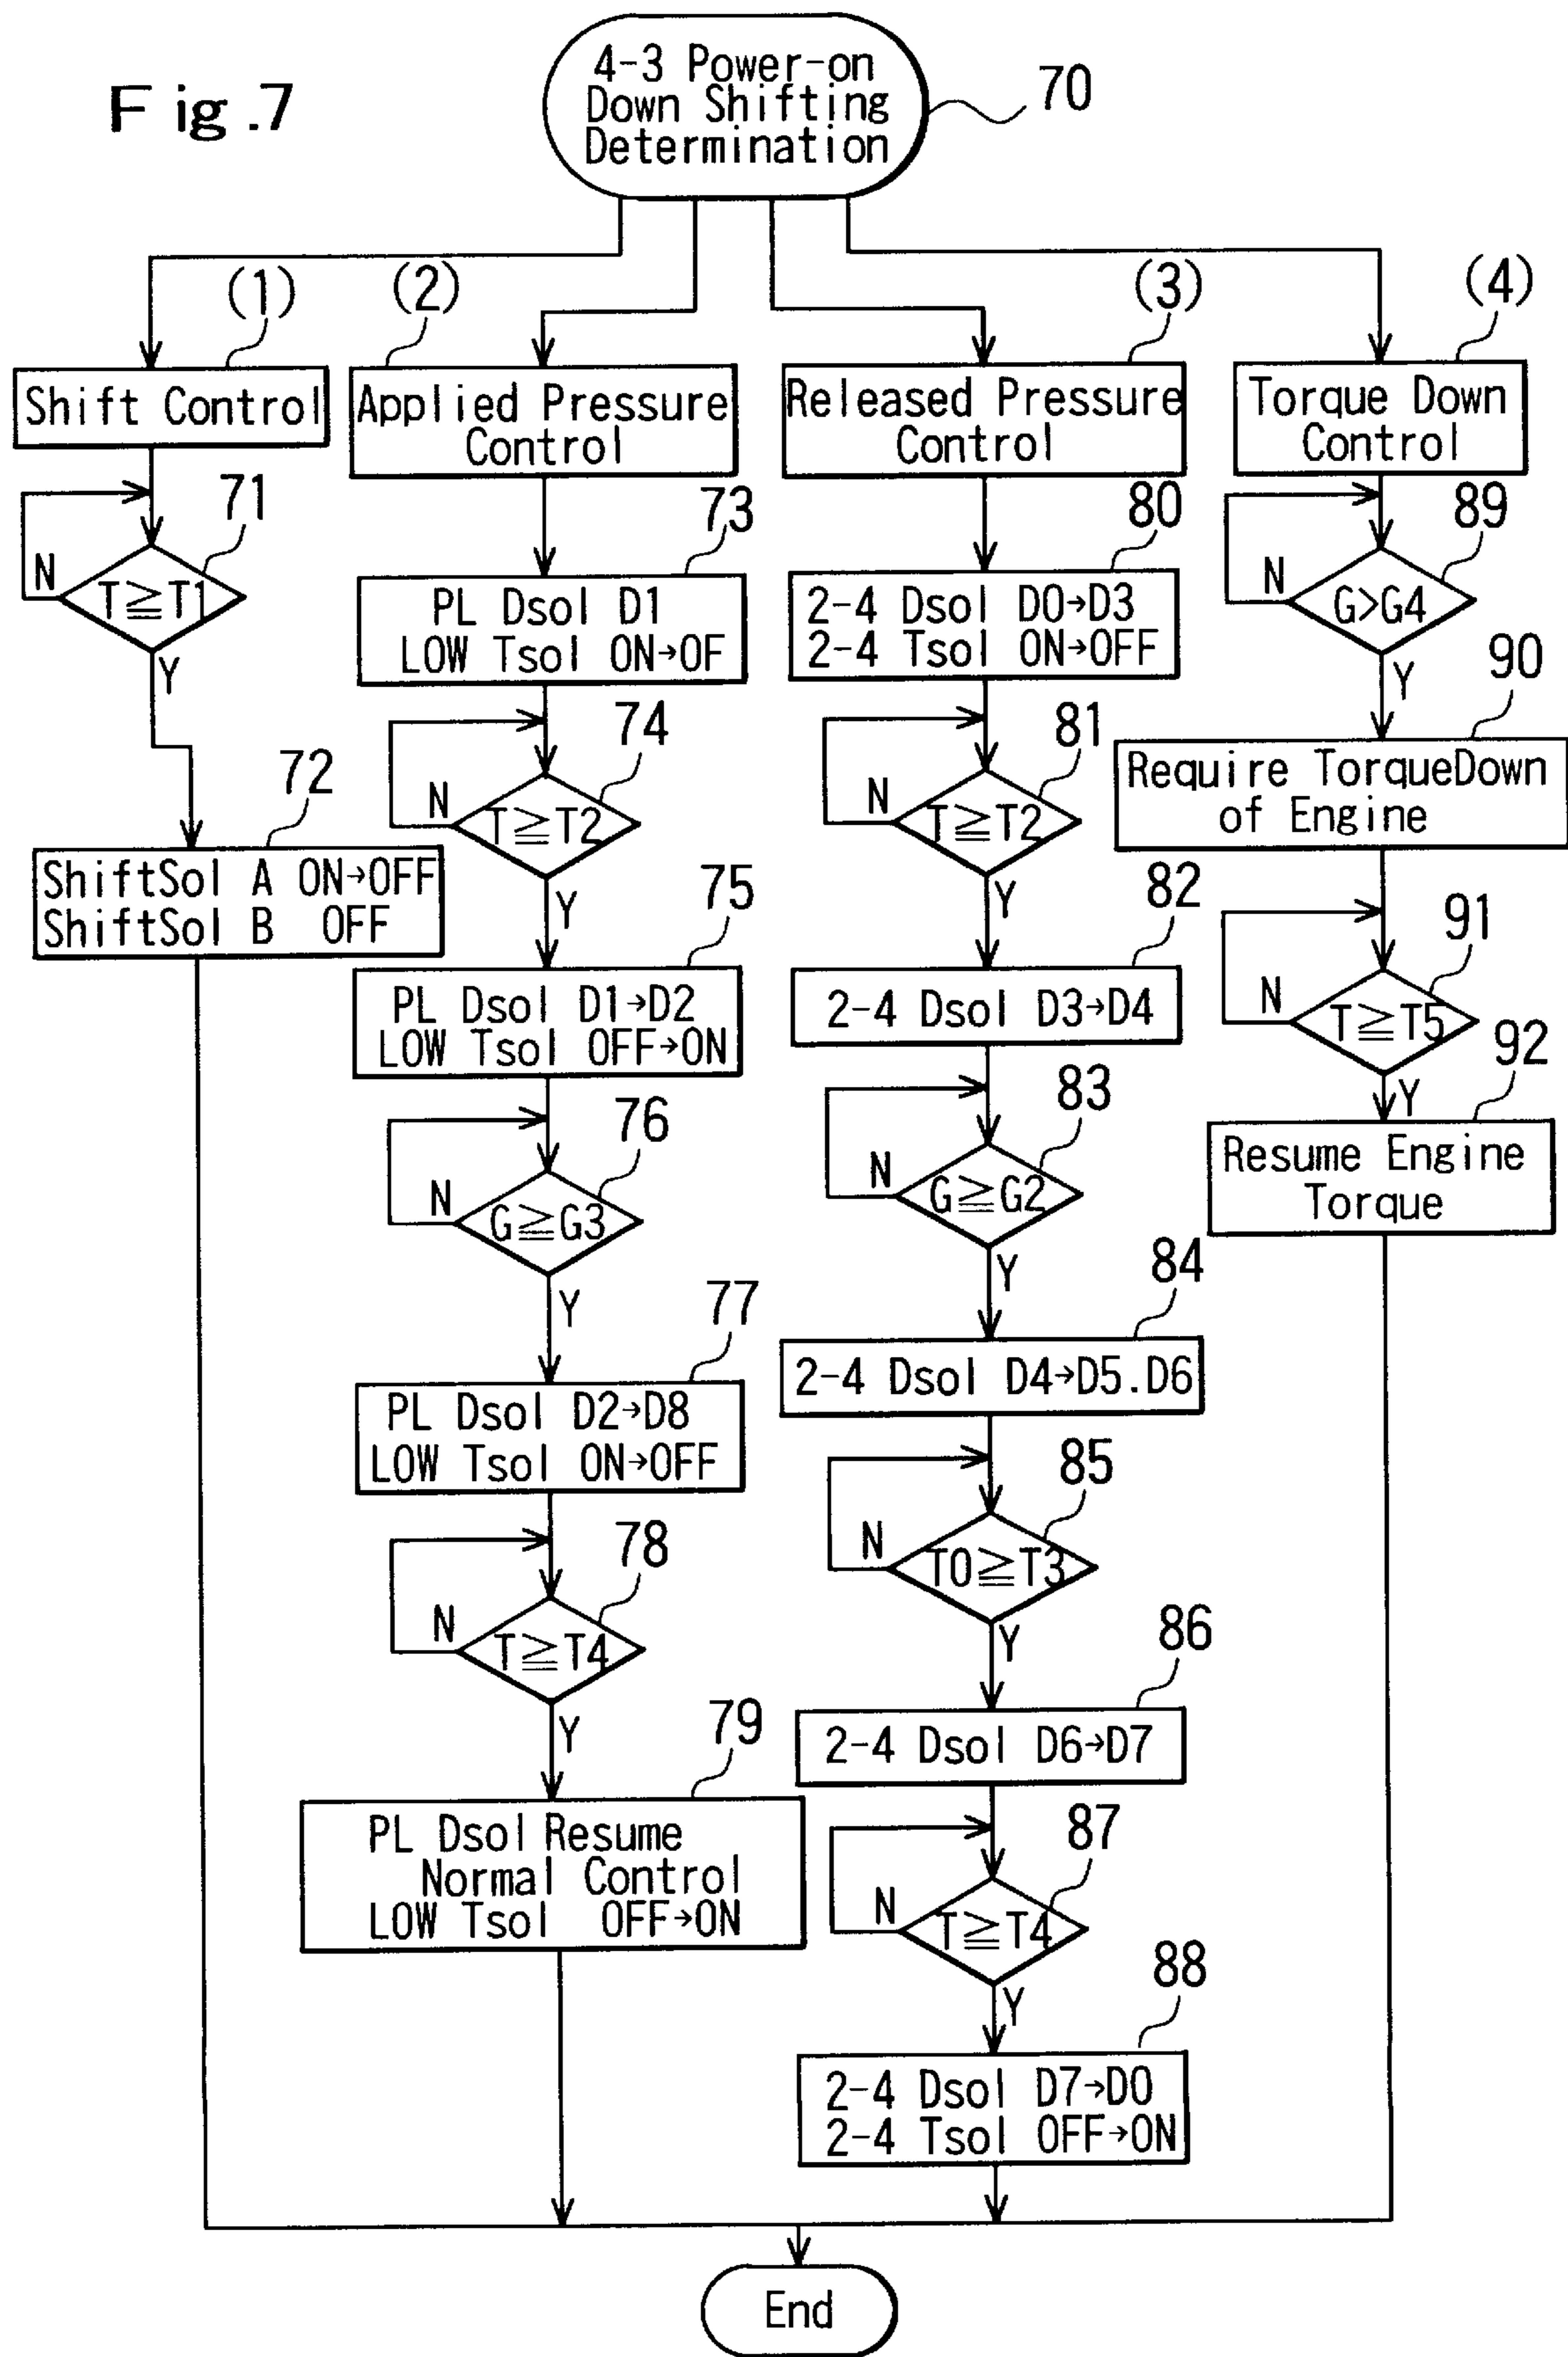 Fig.7
4-3 Power-on
Down Shifting
Determination
70
(1)
Shift Control
71
T≧T1
N
Y
72
ShiftSol A ON→OFF
ShiftSol B OFF
(2)
Applied Pressure
Control
73
PL Dsol D1
LOW Tsol ON→OF
74
T≧T2
N
Y
75
PL Dsol D1→D2
LOW Tsol OFF→ON
76
G≧G3
N
Y
77
PL Dsol D2→D8
LOW Tsol ON→OFF
78
T≧T4
N
Y
79
PL Dsol Resume
Normal Control
LOW Tsol OFF→ON
(3)
Released Pressure
Control
80
2-4 Dsol D0→D3
2-4 Tsol ON→OFF
81
T≧T2
N
Y
82
2-4 Dsol D3→D4
83
G≧G2
N
Y
84
2-4 Dsol D4→D5.D6
85
T0≧T3
N
Y
86
2-4 Dsol D6→D7
87
T≧T4
N
Y
88
2-4 Dsol D7→D0
2-4 Tsol OFF→ON
(4)
Torque Down
Control
89
G>G4
N
Y
90
Require TorqueDown
of Engine
91
T≧T5
N
Y
92
Resume Engine
Torque
End